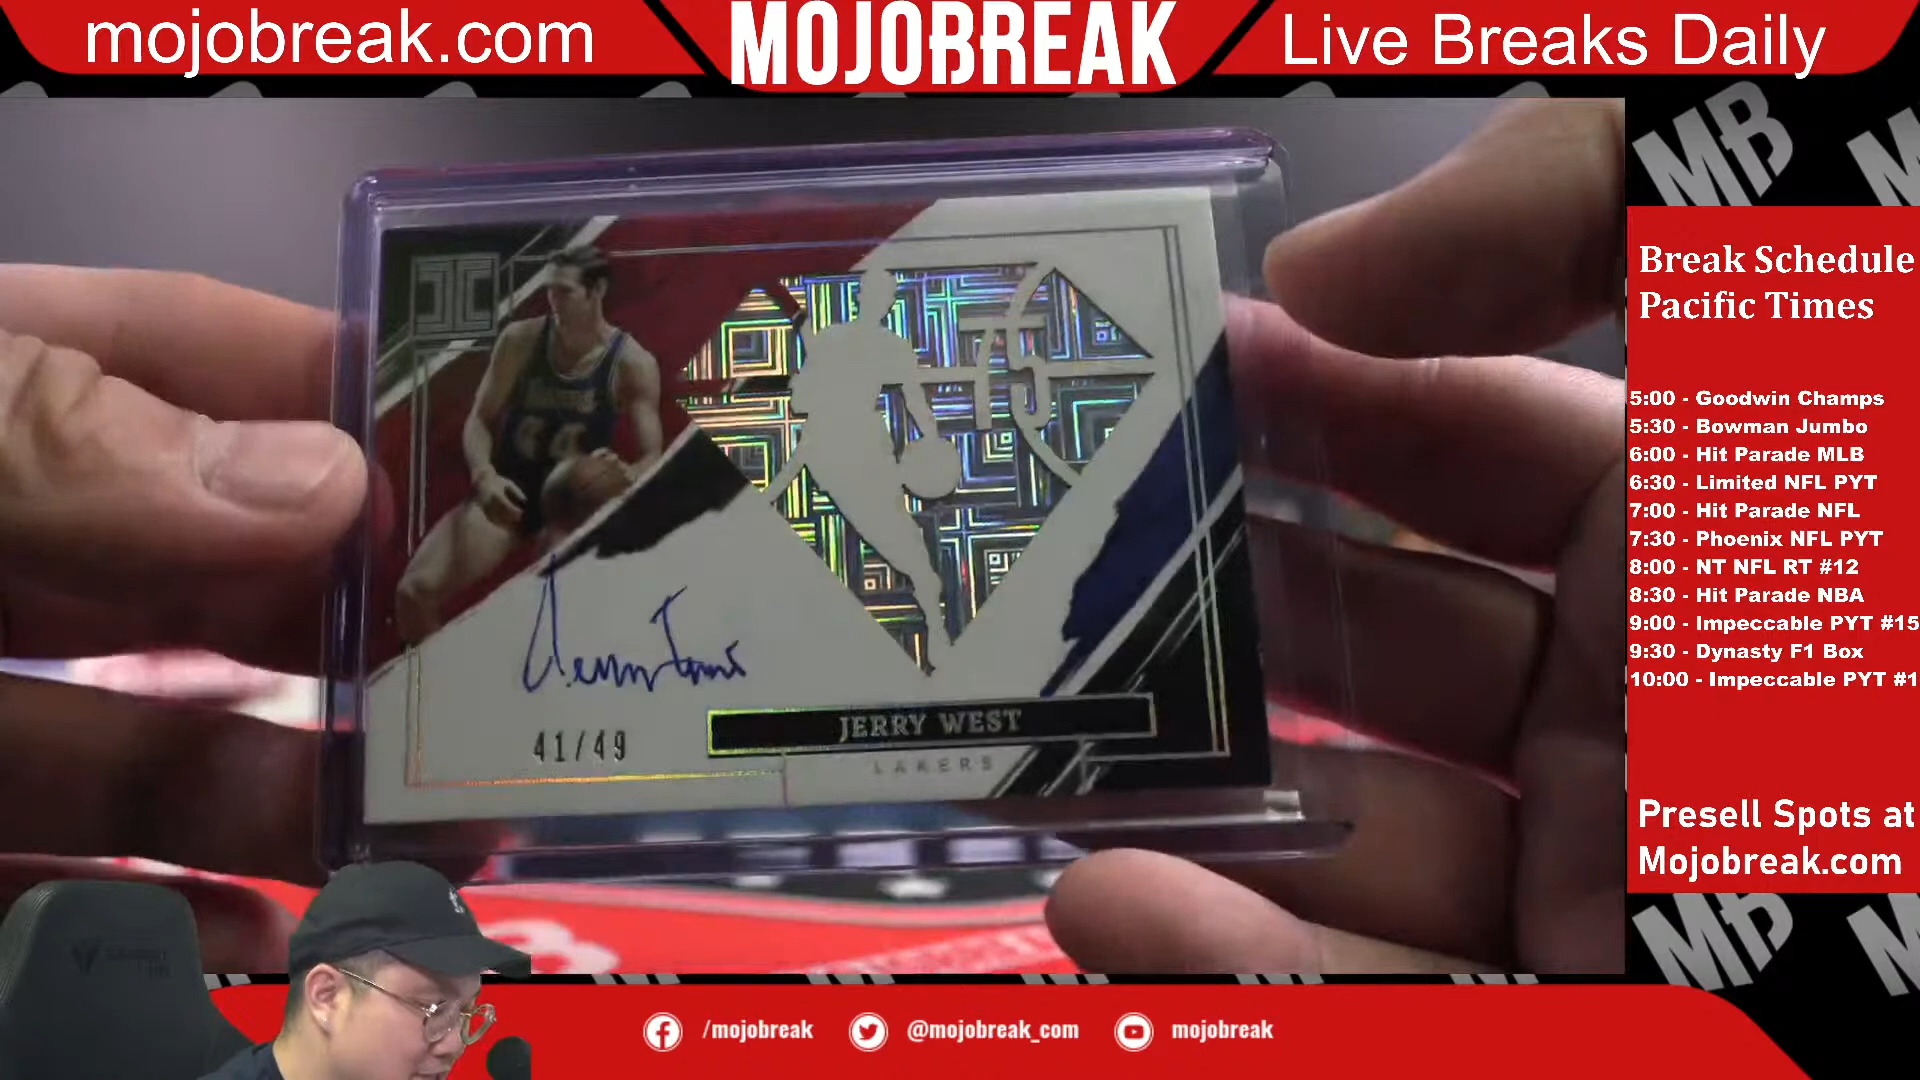 mojobreak.com
MOJOBREAK
Live Breaks Daily
MB
75
JERRY WEST
LAKERS
41/49
Break Schedule
Pacific Times
5:00 - Goodwin Champs
5:30 - Bowman Jumbo
6:00 - Hit Parade MLB
6:30 - Limited NFL PYT
7:00 - Hit Parade NFL
7:30 - Phoenix NFL PYT
8:00 - NT NFL RT #12
8:30 - Hit Parade NBA
9:00 - Impeccable PYT #15
9:30 - Dynasty F1 Box
10:00 - Impeccable PYT #1
Presell Spots at
Mojobreak.com
MB
/mojobreak
@mojobreak_com
mojobreak